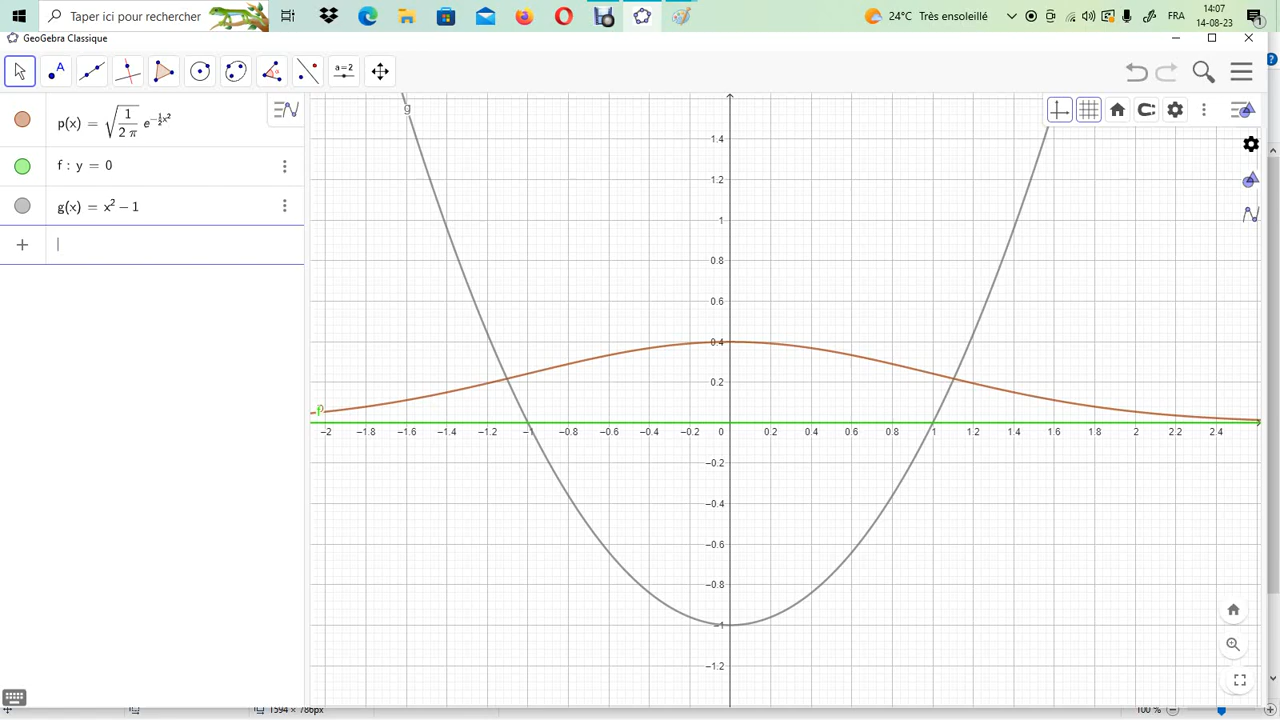 Taper ici pour rechercher
24°C Très ensoleillé
FRA
14:07
14-08-23
1
GeoGebra Classique
A
a=2
p(x) = √(1/(2 π)) e^(−½x²)
f : y = 0
g(x) = x² − 1
+
g
p
1.4
1.2
1
0.8
0.6
0.4
0.2
−2 −1.8 −1.6 −1.4 −1.2 −1 −0.8 −0.6 −0.4 −0.2 0 0.2 0.4 0.6 0.8 1 1.2 1.4 1.6 1.8 2 2.2 2.4
−0.2
−0.4
−0.6
−0.8
−1
−1.2
1594 × 786px
100 %